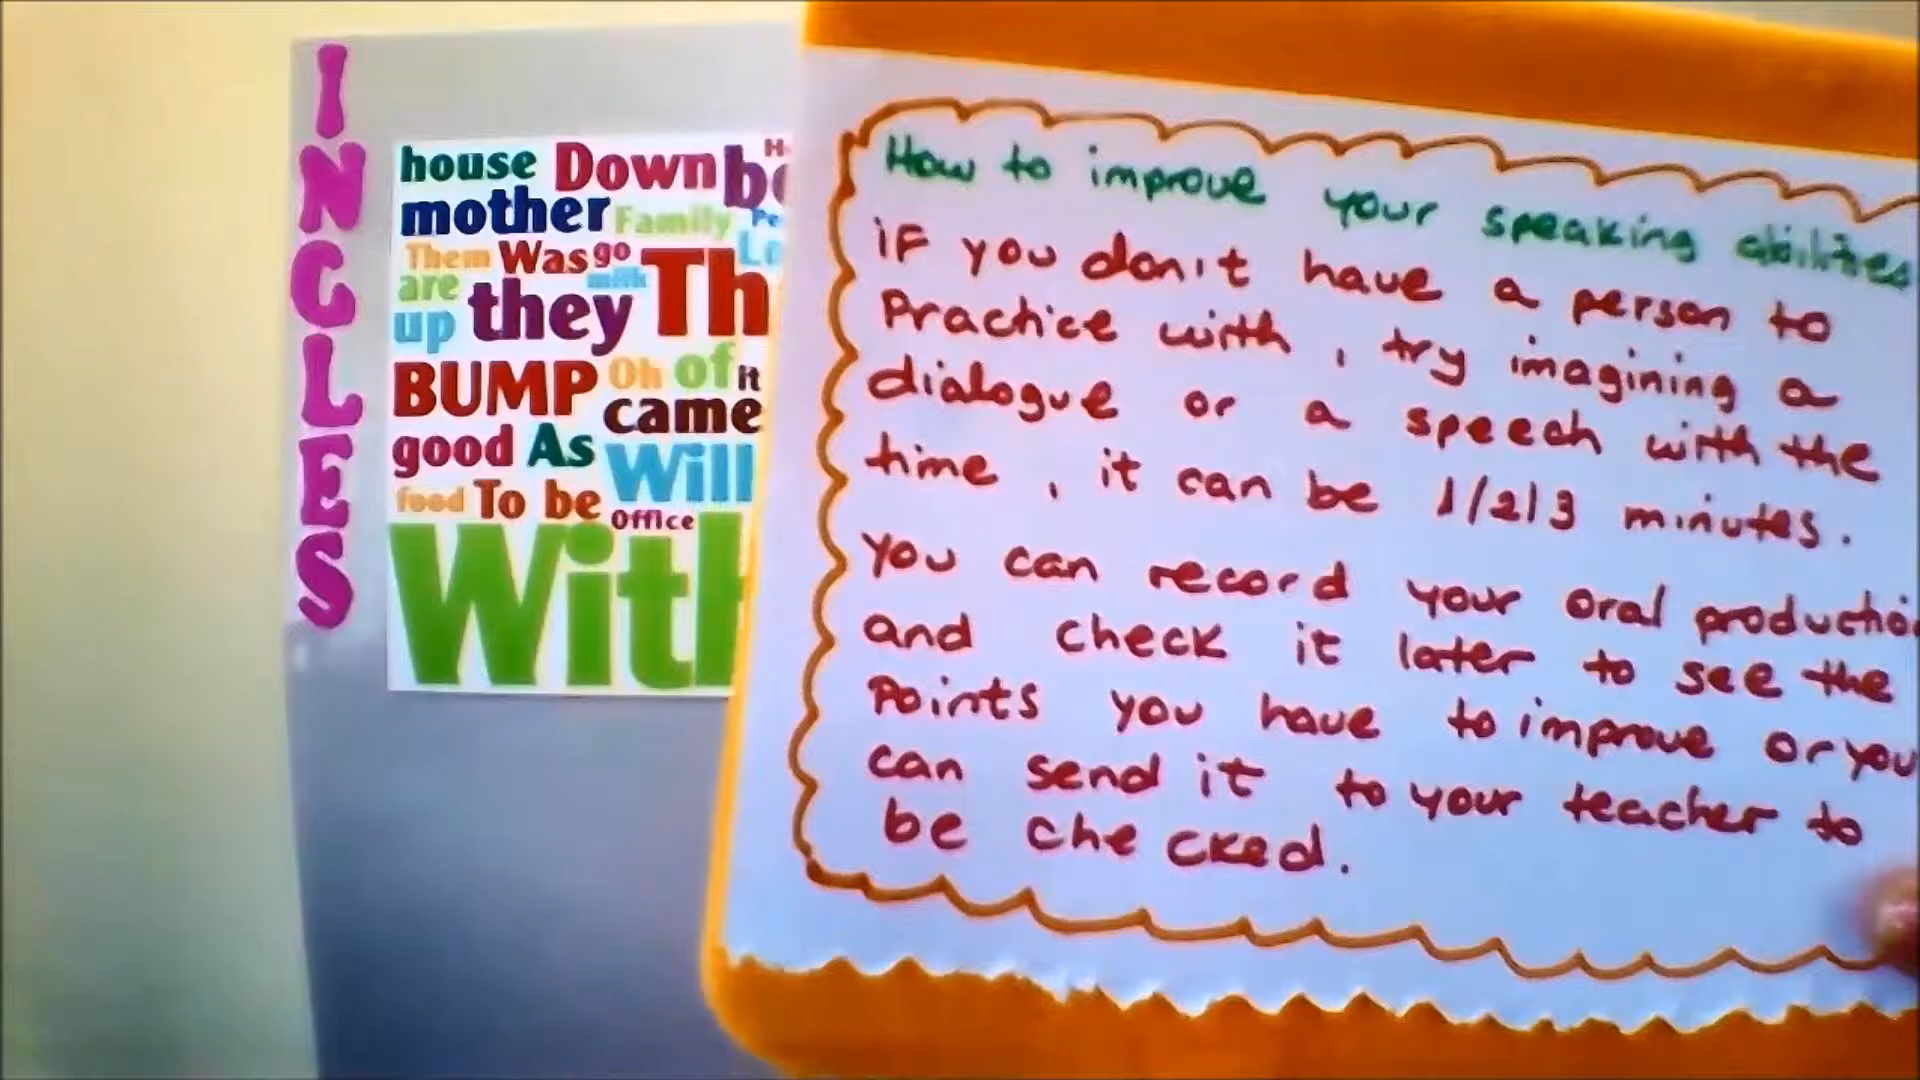 INGLES
house Down
mother Family
Them Was go
are milk
up they
BUMP Oh of it
came
good As Will
food To be
Office
How to improve your speaking abilities
iF you don't have a person to
Practice with, try imagining a
dialogue or a speech with the
time, it can be 1/2/3 minutes.
You can record your oral productio
and check it later to see the
Points you have to improve or you
can send it to your teacher to
be checked.